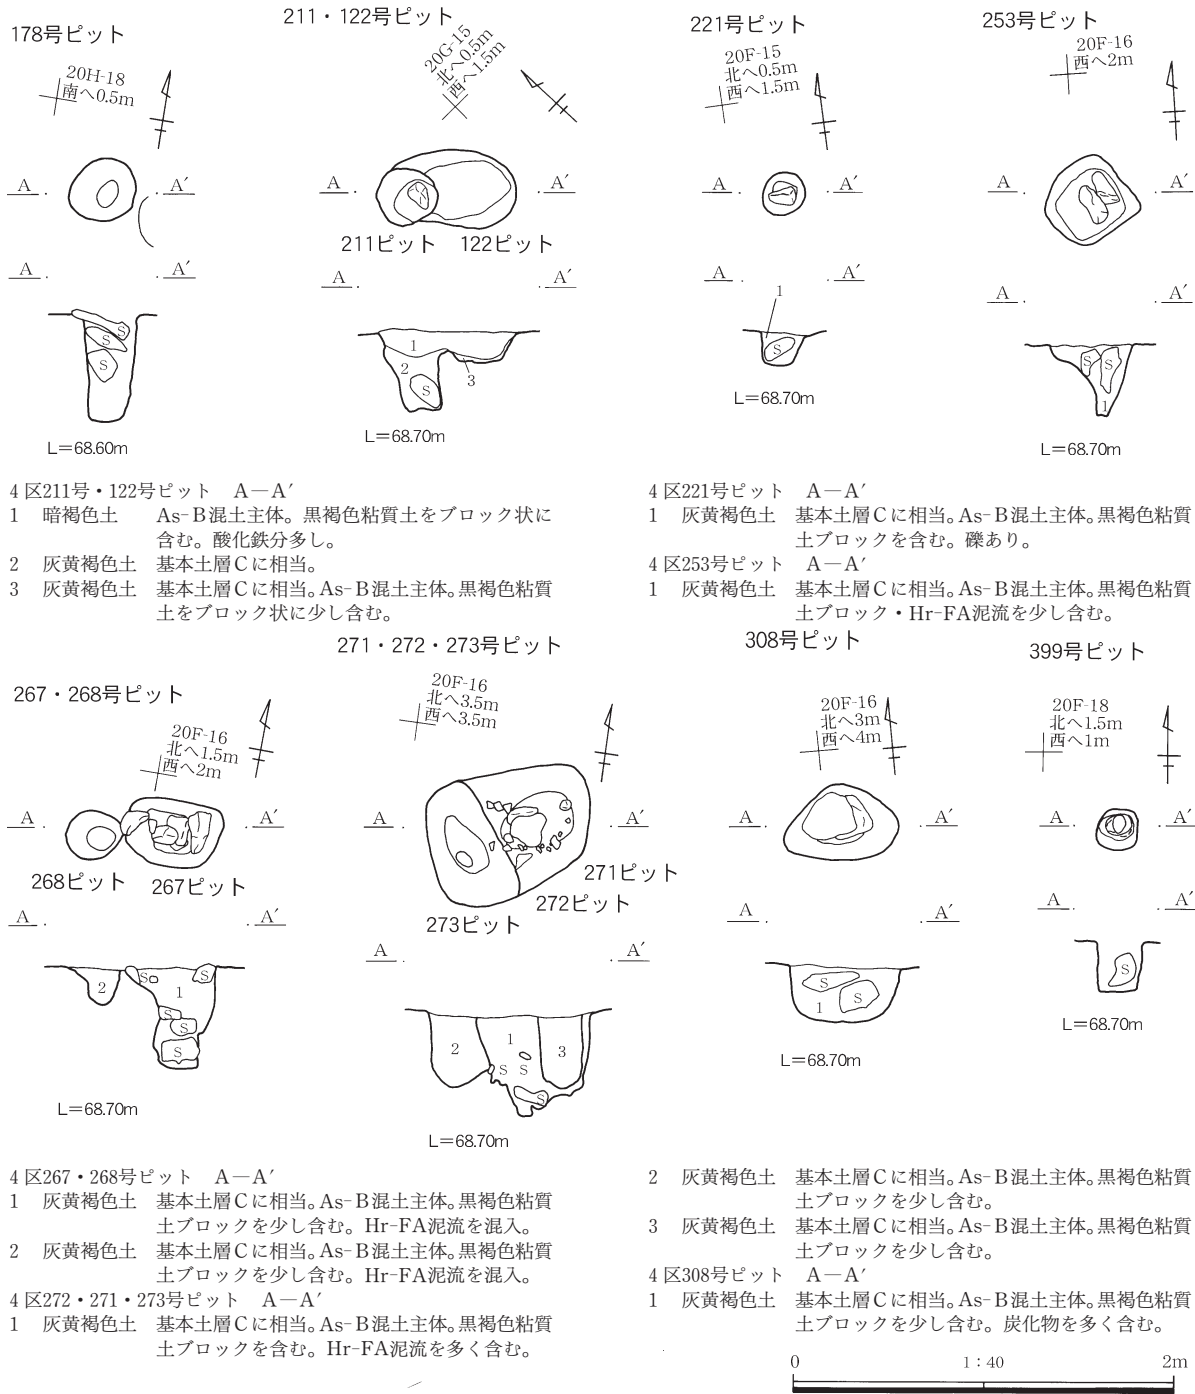 178号ピット
20H-18
南へ0.5m
A
A′
A
A′
S
S
S
L=68.60m
211・122号ピット
20G-15
北へ0.5m
西へ1.5m
A
A′
211ピット 122ピット
A
A′
1
2
3
S
L=68.70m
221号ピット
20F-15
北へ0.5m
西へ1.5m
A
A′
A
A′
1
S
L=68.70m
253号ピット
20F-16
西へ2m
A
A′
A
A′
S
S
1
L=68.70m
4区211号・122号ピット A―A′
1 暗褐色土 As-B混土主体。黒褐色粘質土をブロック状に
含む。酸化鉄分多し。
2 灰黄褐色土 基本土層Cに相当。
3 灰黄褐色土 基本土層Cに相当。As-B混土主体。黒褐色粘質
土をブロック状に少し含む。
4区221号ピット A―A′
1 灰黄褐色土 基本土層Cに相当。As-B混土主体。黒褐色粘質
土ブロックを含む。礫あり。
4区253号ピット A―A′
1 灰黄褐色土 基本土層Cに相当。As-B混土主体。黒褐色粘質
土ブロック・Hr-FA泥流を少し含む。
267・268号ピット
20F-16
北へ1.5m
西へ2m
A
A′
268ピット 267ピット
A
A′
2
S
S
1
S
S
S
L=68.70m
271・272・273号ピット
20F-16
北へ3.5m
西へ3.5m
A
A′
271ピット
272ピット
273ピット
A
A′
2
1
3
S S
S
L=68.70m
308号ピット
20F-16
北へ3m
西へ4m
A
A′
A
A′
S
S
1
L=68.70m
399号ピット
20F-18
北へ1.5m
西へ1m
A
A′
A
A′
S
L=68.70m
4区267・268号ピット A―A′
1 灰黄褐色土 基本土層Cに相当。As-B混土主体。黒褐色粘質
土ブロックを少し含む。Hr-FA泥流を混入。
2 灰黄褐色土 基本土層Cに相当。As-B混土主体。黒褐色粘質
土ブロックを少し含む。Hr-FA泥流を混入。
4区272・271・273号ピット A―A′
1 灰黄褐色土 基本土層Cに相当。As-B混土主体。黒褐色粘質
土ブロックを含む。Hr-FA泥流を多く含む。
2 灰黄褐色土 基本土層Cに相当。As-B混土主体。黒褐色粘質
土ブロックを少し含む。
3 灰黄褐色土 基本土層Cに相当。As-B混土主体。黒褐色粘質
土ブロックを少し含む。
4区308号ピット A―A′
1 灰黄褐色土 基本土層Cに相当。As-B混土主体。黒褐色粘質
土ブロックを少し含む。炭化物を多く含む。
0 1:40 2m